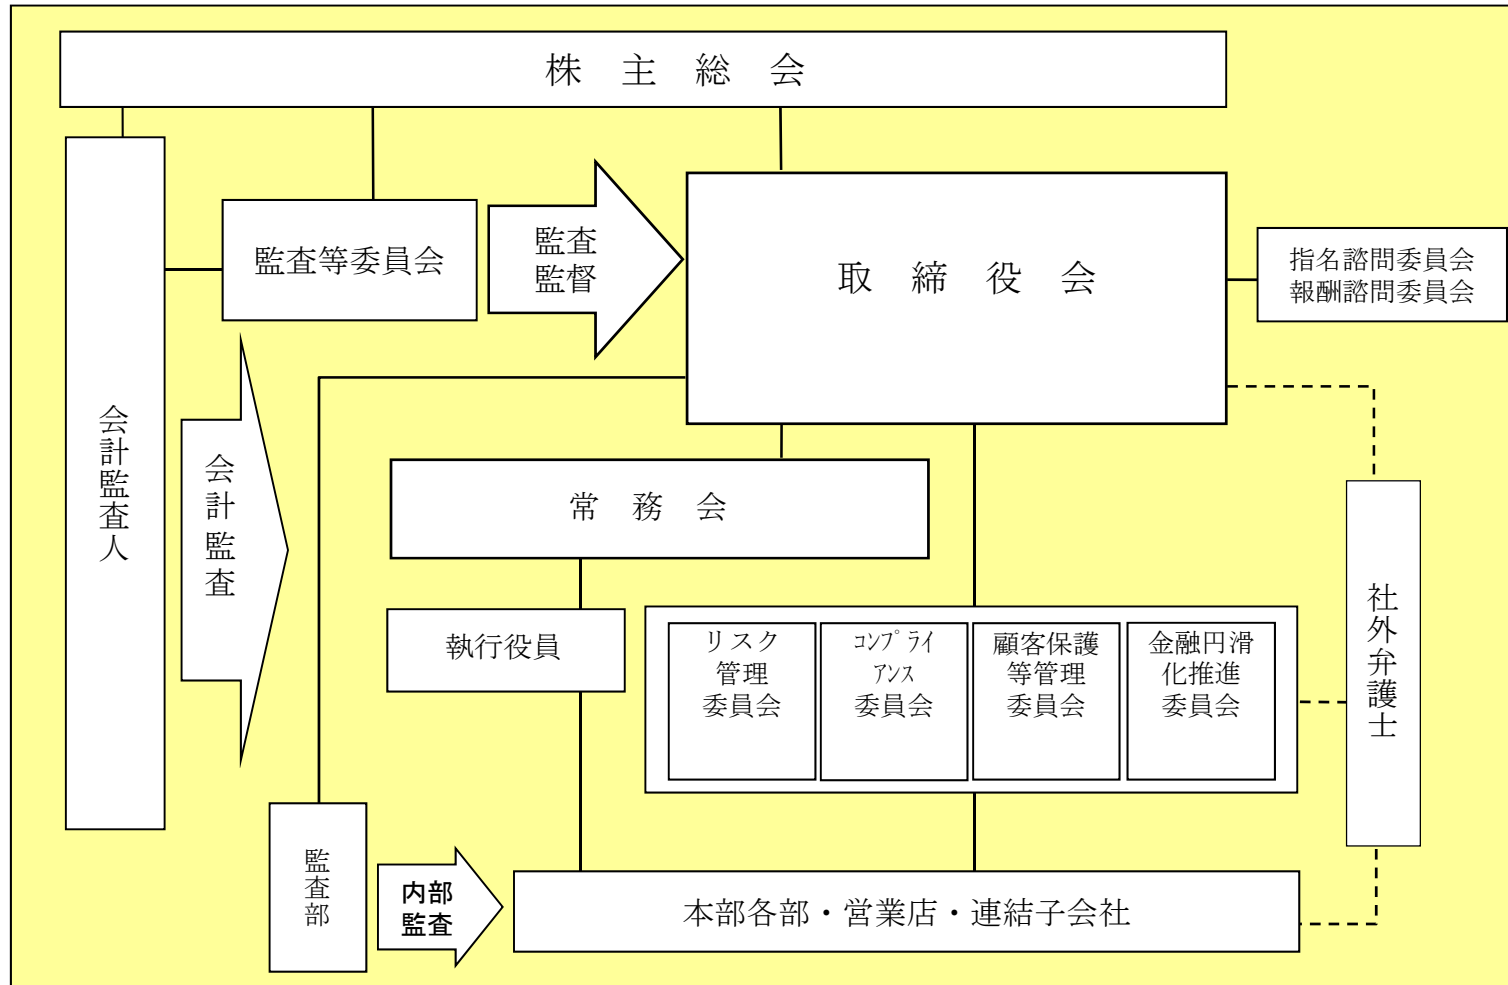 株 主 総 会
監査等委員会
監査
監督
取 締 役 会
指名諮問委員会
報酬諮問委員会
会計監査人
会計監査
常 務 会
執行役員
リスク
管理
委員会
ｺﾝﾌﾟﾗｲ
ｱﾝｽ
委員会
顧客保護
等管理
委員会
金融円滑
化推進
委員会
社外弁護士
監査部
内部
監査
本部各部・営業店・連結子会社